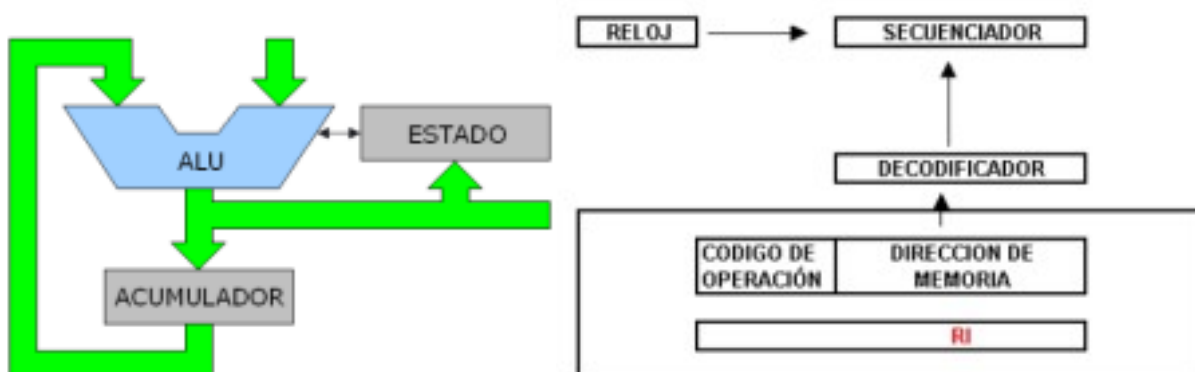 ALU
ESTADO
ACUMULADOR
RELOJ
SECUENCIADOR
DECODIFICADOR
CODIGO DE
OPERACIÓN
DIRECCION DE
MEMORIA
RI